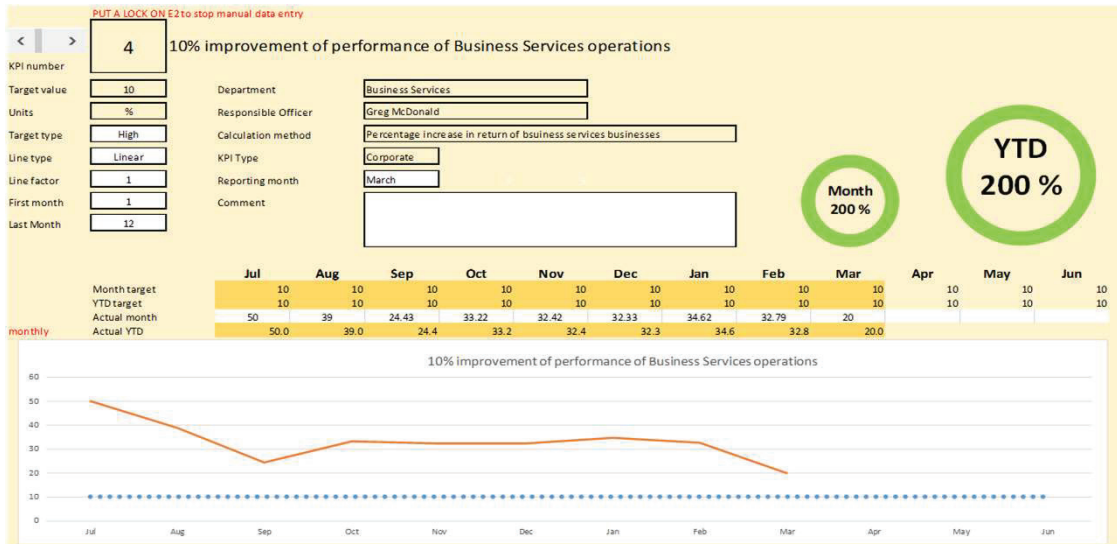 PUT A LOCK ON E2 to stop manual data entry
< >
KPI number 4 10% improvement of performance of Business Services operations
Target value 10 Department Business Services
Units % Responsible Officer Greg McDonald
Target type High Calculation method Percentage increase in return of bsuiness services businesses
Line type Linear KPI Type Corporate
Line factor 1 Reporting month March
First month 1 Comment
Last Month 12
Month
200 %
YTD
200 %
Jul Aug Sep Oct Nov Dec Jan Feb Mar Apr May Jun
Month target 10 10 10 10 10 10 10 10 10 10 10 10
YTD target 10 10 10 10 10 10 10 10 10 10 10 10
Actual month 50 39 24.43 33.22 32.42 32.33 34.62 32.79 20
monthly Actual YTD 50.0 39.0 24.4 33.2 32.4 32.3 34.6 32.8 20.0
10% improvement of performance of Business Services operations
60
50
40
30
20
10
0
Jul Aug Sep Oct Nov Dec Jan Feb Mar Apr May Jun